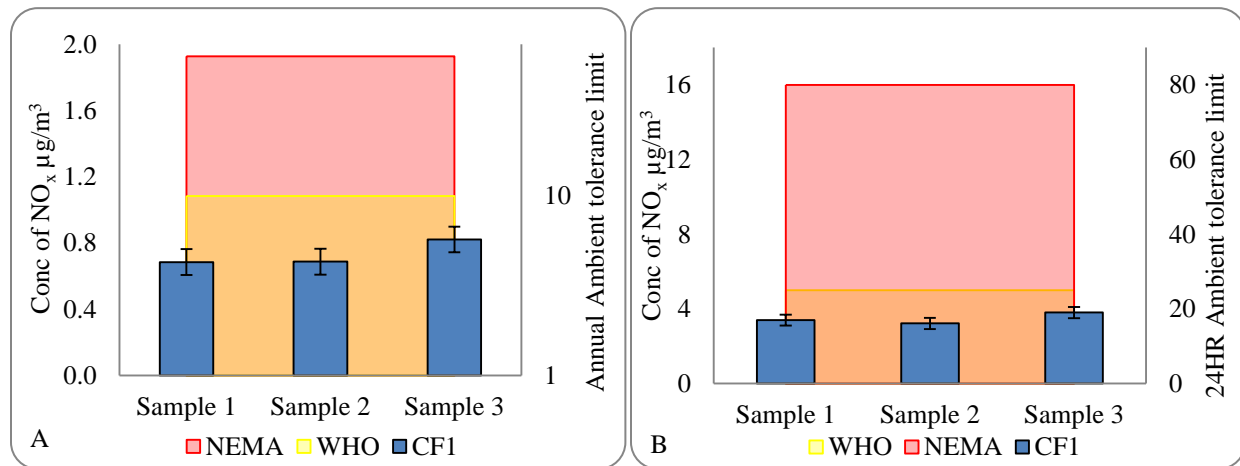 2.0
1.6
1.2
0.8
0.4
0.0
Conc of NOₓ µg/m³
10
1
Annual Ambient tolerance limit
Sample 1 Sample 2 Sample 3
A
NEMA WHO CF1
16
12
8
4
0
Conc of NOₓ µg/m³
80
60
40
20
0
24HR Ambient tolerance limit
Sample 1 Sample 2 Sample 3
B
WHO NEMA CF1